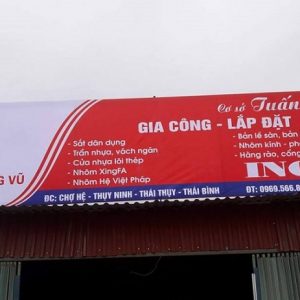 Cơ sở Tuấn
GIA CÔNG - LẮP ĐẶT
- Sắt dân dụng
- Trần nhựa, vách ngăn
- Cửa nhựa lõi thép
- Nhôm XingFA
- Nhôm Hệ Việt Pháp
- Bản lề sàn, bán
- Nhôm kính - ph
- Hàng rào, cổng
VŨ
INO
ĐC: CHỢ HỆ - THỤY NINH - THÁI THỤY - THÁI BÌNH
ĐT: 0969.566.8